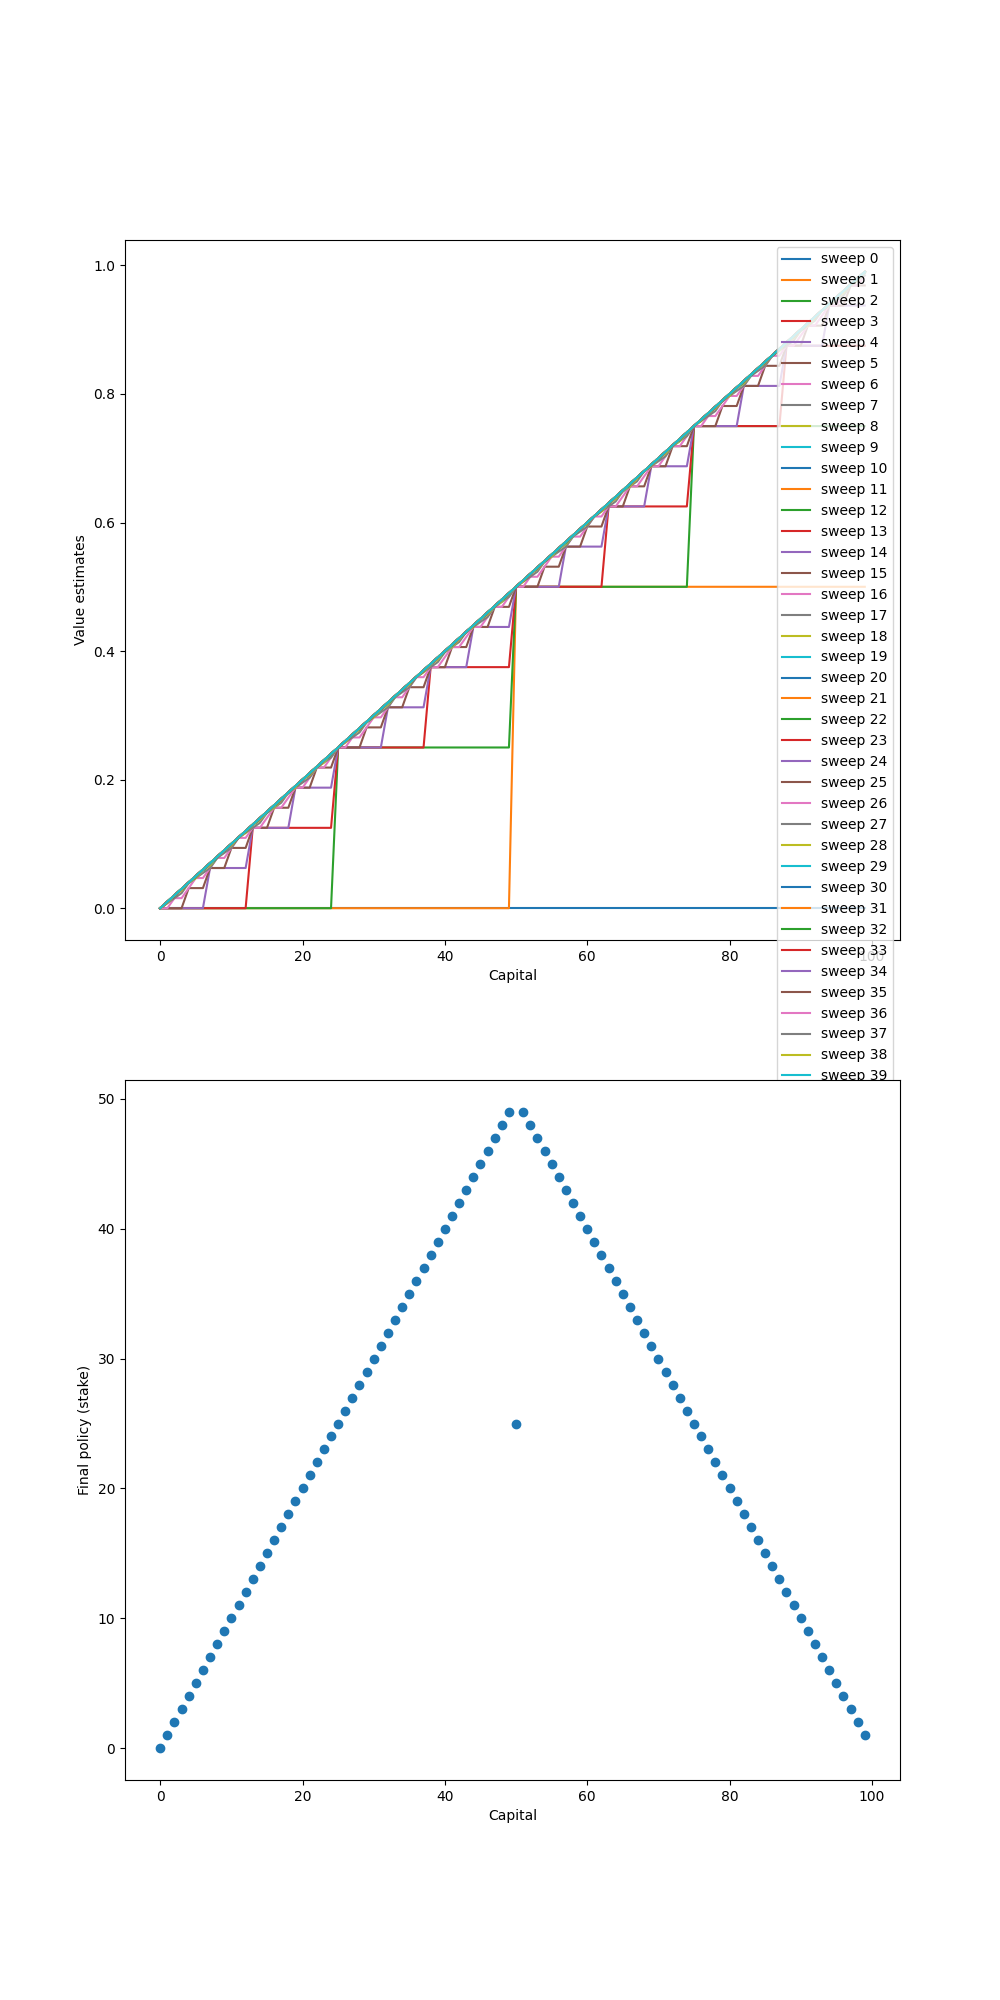 1.0
0.8
0.6
0.4
0.2
0.0
Value estimates
0 20 40 60 80 100
Capital
sweep 0
sweep 1
sweep 2
sweep 3
sweep 4
sweep 5
sweep 6
sweep 7
sweep 8
sweep 9
sweep 10
sweep 11
sweep 12
sweep 13
sweep 14
sweep 15
sweep 16
sweep 17
sweep 18
sweep 19
sweep 20
sweep 21
sweep 22
sweep 23
sweep 24
sweep 25
sweep 26
sweep 27
sweep 28
sweep 29
sweep 30
sweep 31
sweep 32
sweep 33
sweep 34
sweep 35
sweep 36
sweep 37
sweep 38
sweep 39
50
40
30
20
10
0
Final policy (stake)
0 20 40 60 80 100
Capital